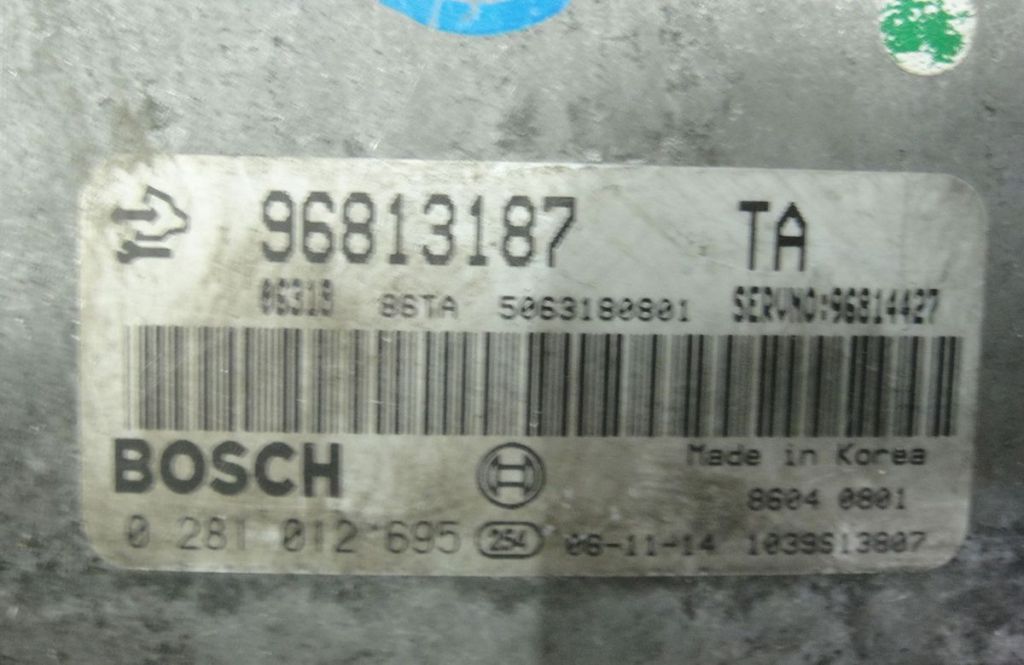 96813187 TA
06318 86TA 5063180801 SERVNO:96814427
BOSCH
Made in Korea
8604 0801
0 281 012 695 254 06-11-14 1039S13807